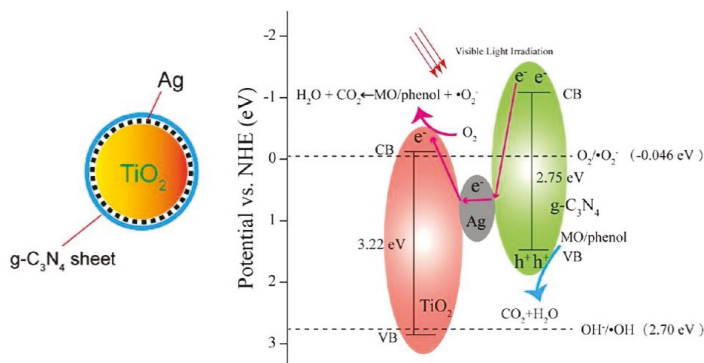 Ag
TiO2
g-C3N4 sheet
Potential vs. NHE (eV)
-2
-1
0
1
2
3
Visible Light Irradiation
H2O + CO2←MO/phenol + •O2-
O2
e-
e- e-
CB
CB
O2/•O2- (-0.046 eV)
e-
Ag
2.75 eV
g-C3N4
3.22 eV
MO/phenol
h+ h+
VB
TiO2
CO2+H2O
VB
OH-/•OH (2.70 eV)